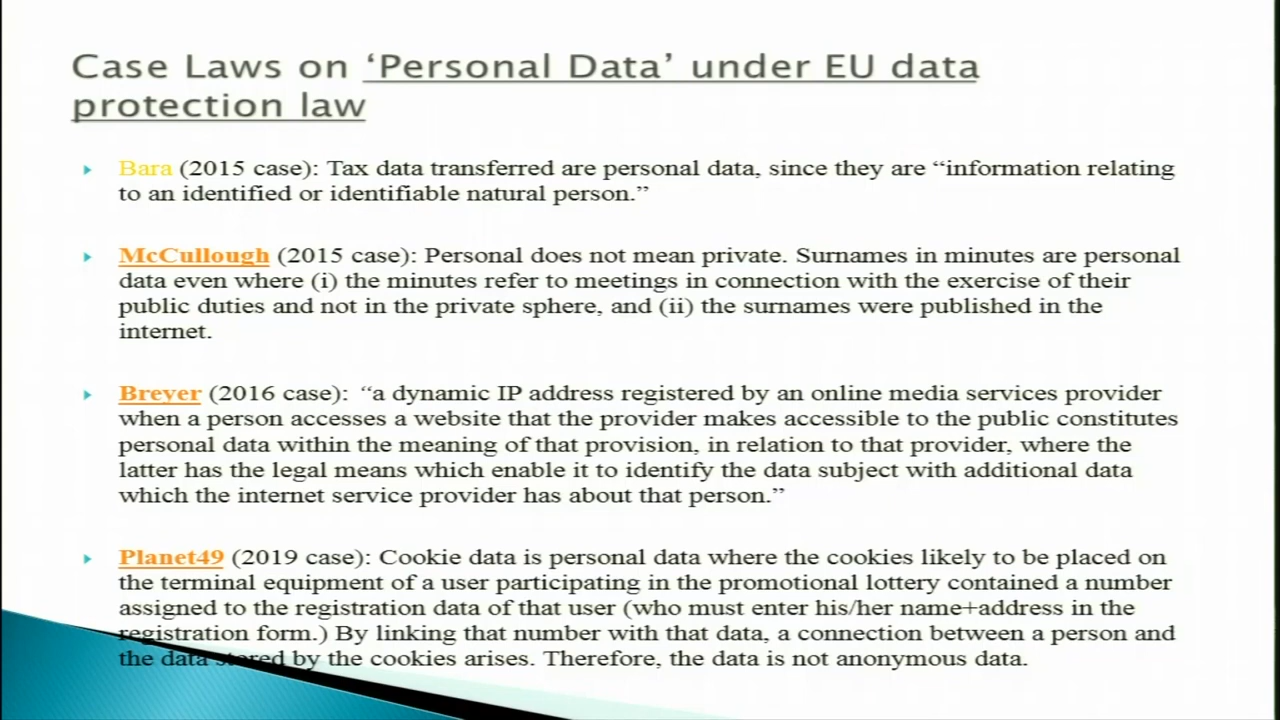 Case Laws on ‘Personal Data’ under EU data
protection law
Bara (2015 case): Tax data transferred are personal data, since they are “information relating
to an identified or identifiable natural person.”
McCullough (2015 case): Personal does not mean private. Surnames in minutes are personal
data even where (i) the minutes refer to meetings in connection with the exercise of their
public duties and not in the private sphere, and (ii) the surnames were published in the
internet.
Breyer (2016 case): “a dynamic IP address registered by an online media services provider
when a person accesses a website that the provider makes accessible to the public constitutes
personal data within the meaning of that provision, in relation to that provider, where the
latter has the legal means which enable it to identify the data subject with additional data
which the internet service provider has about that person.”
Planet49 (2019 case): Cookie data is personal data where the cookies likely to be placed on
the terminal equipment of a user participating in the promotional lottery contained a number
assigned to the registration data of that user (who must enter his/her name+address in the
registration form.) By linking that number with that data, a connection between a person and
the data stored by the cookies arises. Therefore, the data is not anonymous data.